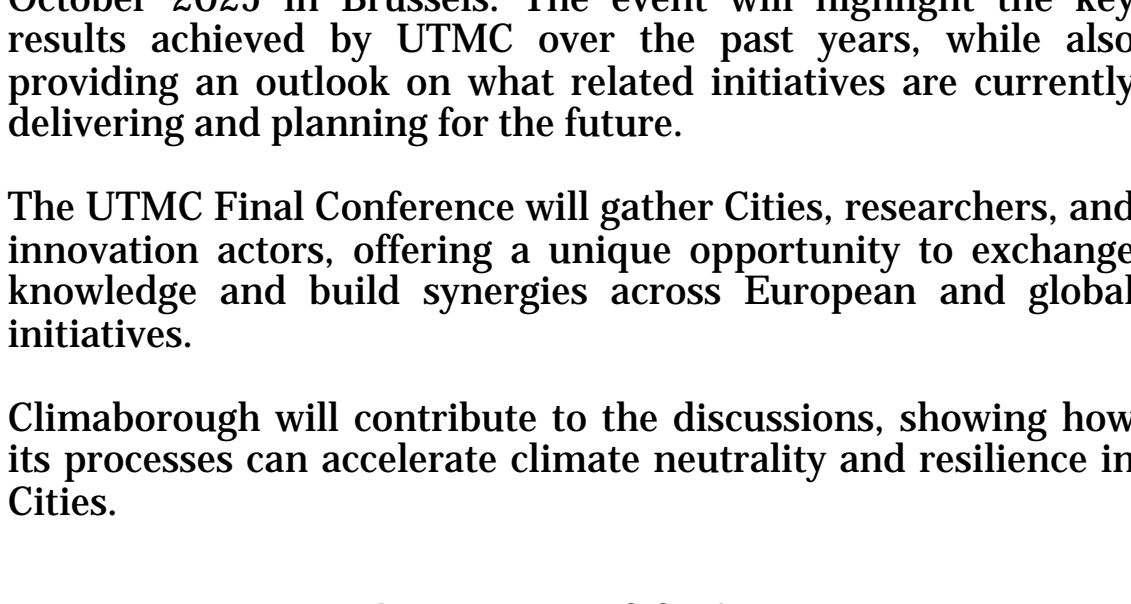 October 2025 in Brussels. The event will highlight the key
results achieved by UTMC over the past years, while also
providing an outlook on what related initiatives are currently
delivering and planning for the future.
The UTMC Final Conference will gather Cities, researchers, and
innovation actors, offering a unique opportunity to exchange
knowledge and build synergies across European and global
initiatives.
Climaborough will contribute to the discussions, showing how
its processes can accelerate climate neutrality and resilience in
Cities.